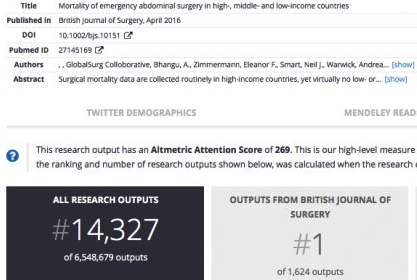 Title Mortality of emergency abdominal surgery in high-, middle- and low-income countries
Published in British Journal of Surgery, April 2016
DOI 10.1002/bjs.10151
Pubmed ID 27145169
Authors , , GlobalSurg Colloborative, Bhangu, A., Zimmermann, Eleanor F., Smart, Neil J., Warwick, Andrea... [show]
Abstract Surgical mortality data are collected routinely in high-income countries, yet virtually no low- or... [show]
TWITTER DEMOGRAPHICS MENDELEY READ
? This research output has an Altmetric Attention Score of 269. This is our high-level measure
the ranking and number of research outputs shown below, was calculated when the research
ALL RESEARCH OUTPUTS
#14,327
of 6,548,679 outputs
OUTPUTS FROM BRITISH JOURNAL OF
SURGERY
#1
of 1,624 outputs